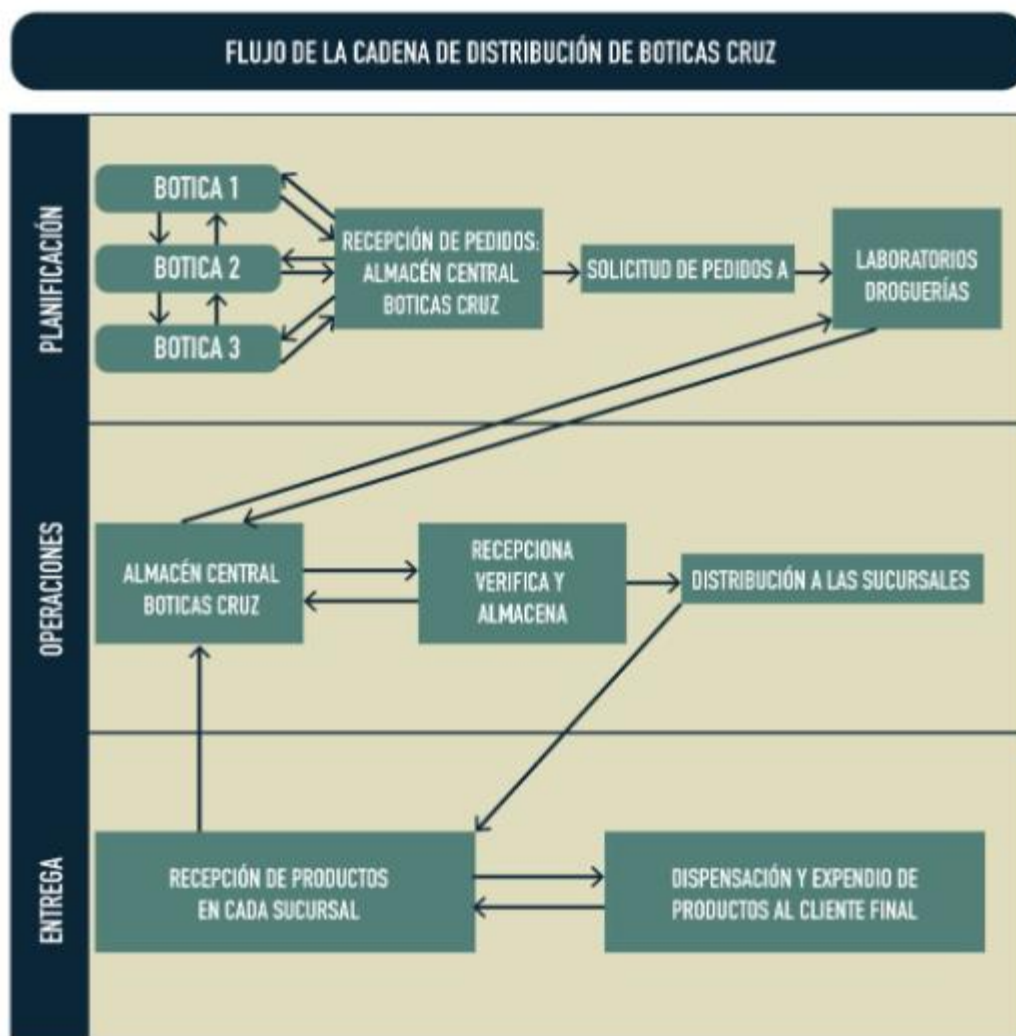 FLUJO DE LA CADENA DE DISTRIBUCIÓN DE BOTICAS CRUZ
PLANIFICACIÓN
BOTICA 1
BOTICA 2
BOTICA 3
RECEPCIÓN DE PEDIDOS:
ALMACÉN CENTRAL
BOTICAS CRUZ
SOLICITUD DE PEDIDOS A
LABORATORIOS
DROGUERÍAS
OPERACIONES
ALMACÉN CENTRAL
BOTICAS CRUZ
RECEPCIONA
VERIFICA Y
ALMACENA
DISTRIBUCIÓN A LAS SUCURSALES
ENTREGA
RECEPCIÓN DE PRODUCTOS
EN CADA SUCURSAL
DISPENSACIÓN Y EXPENDIO DE
PRODUCTOS AL CLIENTE FINAL